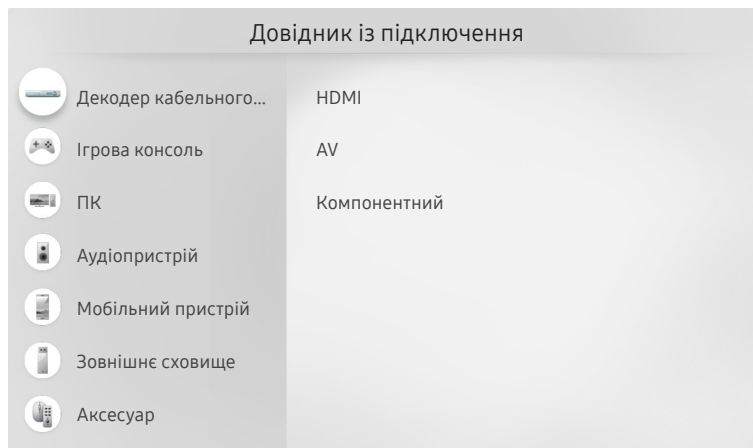 Довідник із підключення
Декодер кабельного...
HDMI
Ігрова консоль
AV
ПК
Компонентний
Аудіопристрій
Мобільний пристрій
Зовнішнє сховище
Аксесуар